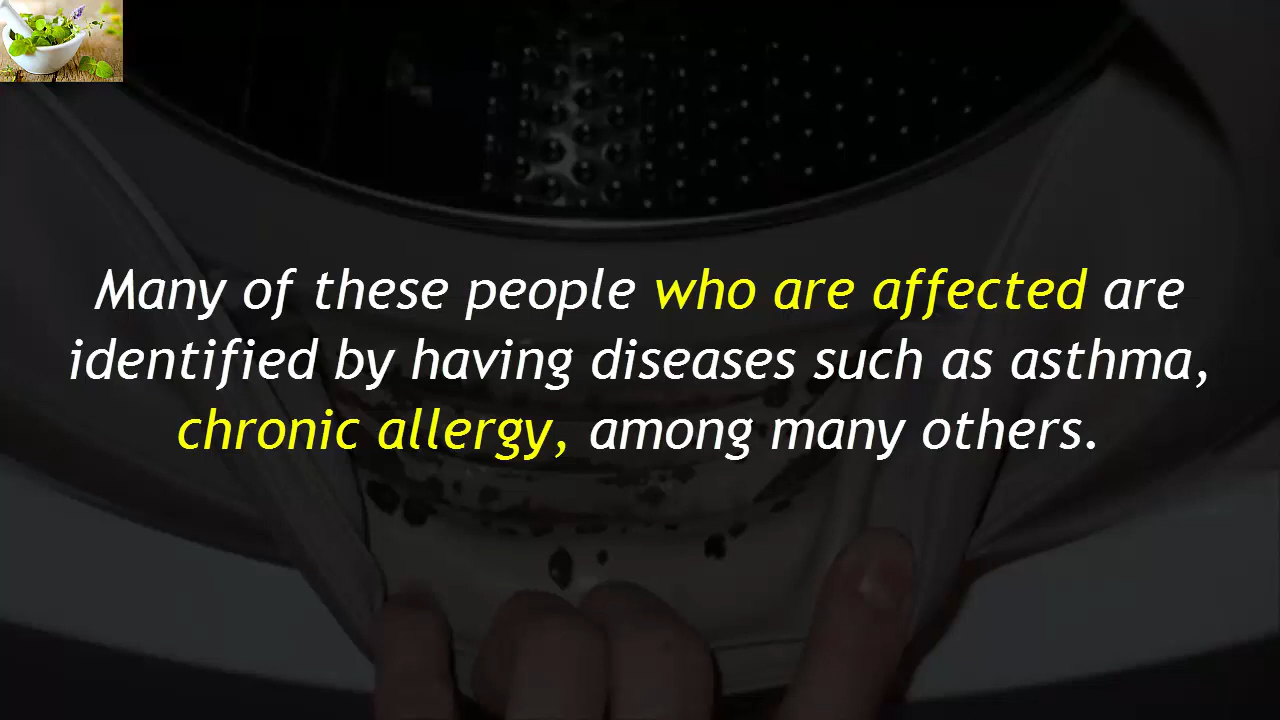 Many of these people who are affected are
identified by having diseases such as asthma,
chronic allergy, among many others.